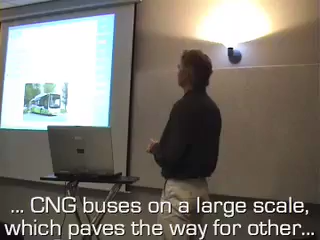 ... CNG buses on a large scale,
which paves the way for other...